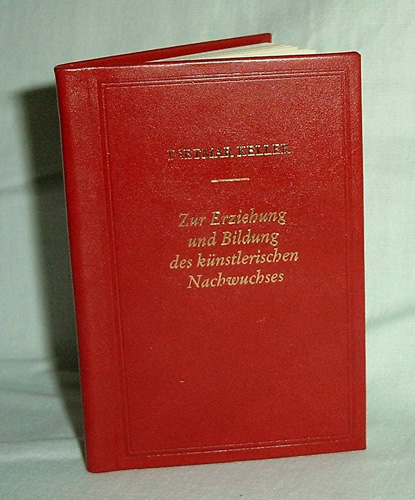 DIETMAR KELLER
Zur Erziehung
und Bildung
des künstlerischen
Nachwuchses